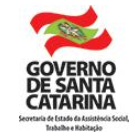 GOVERNO
DE SANTA
CATARINA
Secretaria de Estado da Assistência Social,
Trabalho e Habitação